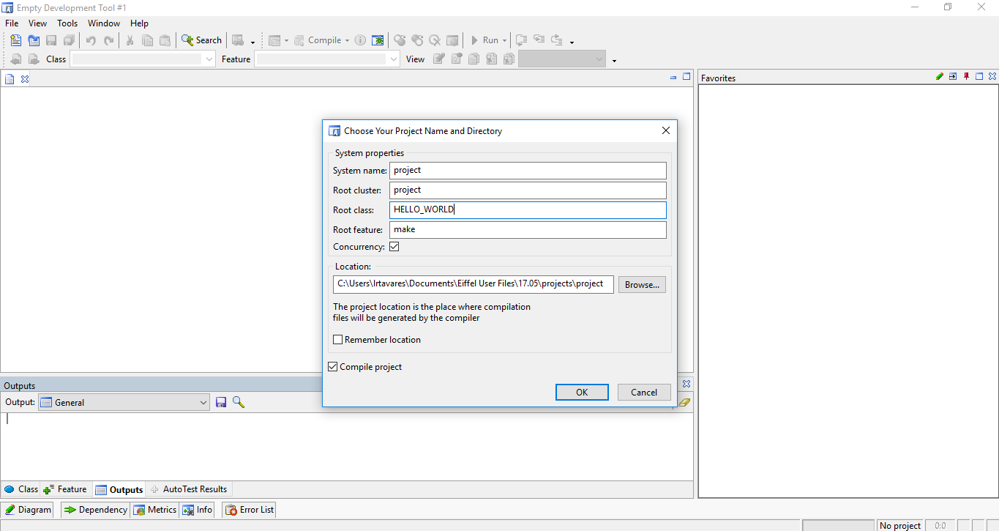 Empty Development Tool #1
File View Tools Window Help
Search Compile Run
Class Feature View
Favorites
Choose Your Project Name and Directory
System properties
System name: project
Root cluster: project
Root class: HELLO_WORLD
Root feature: make
Concurrency:
Location:
C:\Users\lrtavares\Documents\Eiffel User Files\17.05\projects\project Browse...
The project location is the place where compilation
files will be generated by the compiler
Remember location
Compile project
OK Cancel
Outputs
Output: General
Class Feature Outputs AutoTest Results
Diagram Dependency Metrics Info Error List
No project 0:0